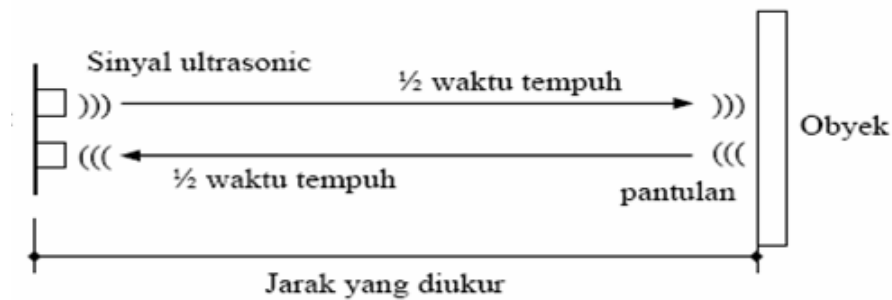 Sinyal ultrasonic
½ waktu tempuh
Obyek
½ waktu tempuh
pantulan
Jarak yang diukur